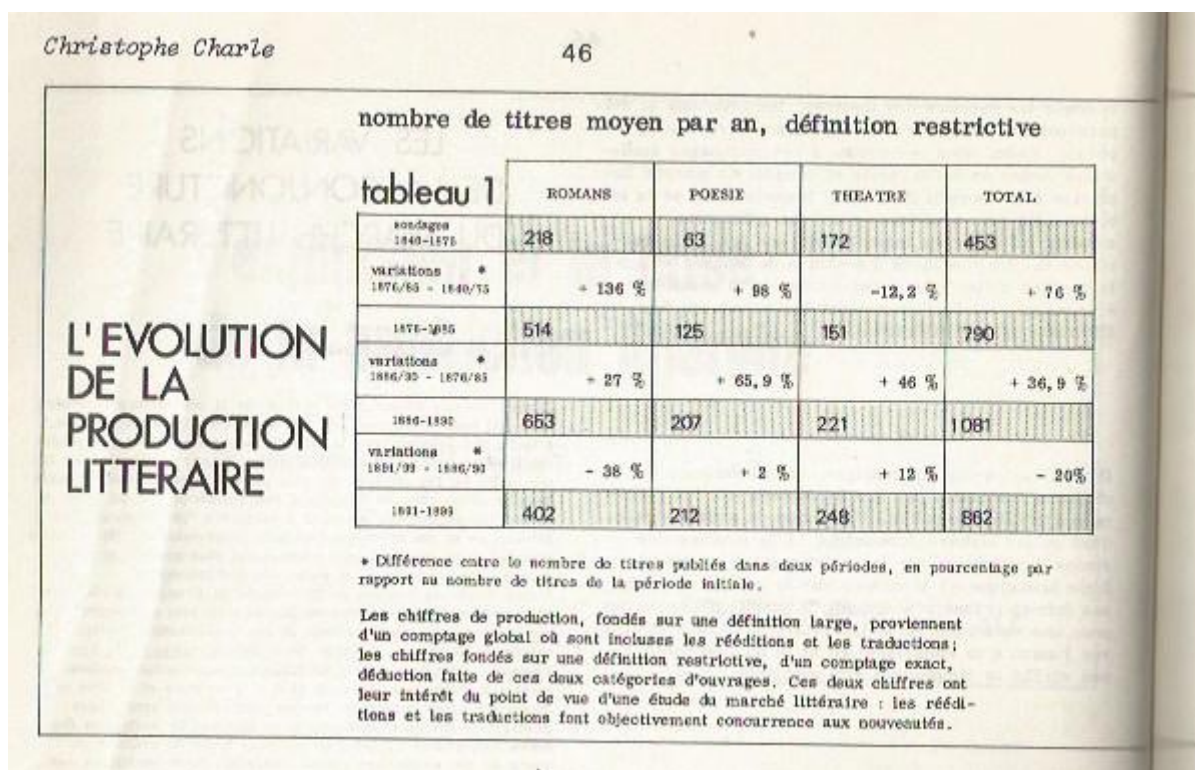 Christophe Charle
46
nombre de titres moyen par an, définition restrictive
L'EVOLUTION
DE LA
PRODUCTION
LITTERAIRE
tableau 1 ROMANS POESIE THEATRE TOTAL
sondages
1840-1875 218 63 172 453
variations *
1876/85 - 1840/75 + 136 % + 98 % -12,2 % + 76 %
1876-1885 514 125 151 790
variations *
1886/90 - 1876/85 + 27 % + 65,9 % + 46 % + 36,9 %
1886-1890 653 207 221 1081
variations *
1891/99 - 1886/90 - 38 % + 2 % + 12 % - 20%
1891-1899 402 212 248 862
* Différence entre le nombre de titres publiés dans deux périodes, en pourcentage par
rapport au nombre de titres de la période initiale.
Les chiffres de production, fondés sur une définition large, proviennent
d'un comptage global où sont incluses les rééditions et les traductions;
les chiffres fondés sur une définition restrictive, d'un comptage exact,
déduction faite de ces deux catégories d'ouvrages. Ces deux chiffres ont
leur intérêt du point de vue d'une étude du marché littéraire : les réédi-
tions et les traductions font objectivement concurrence aux nouveautés.